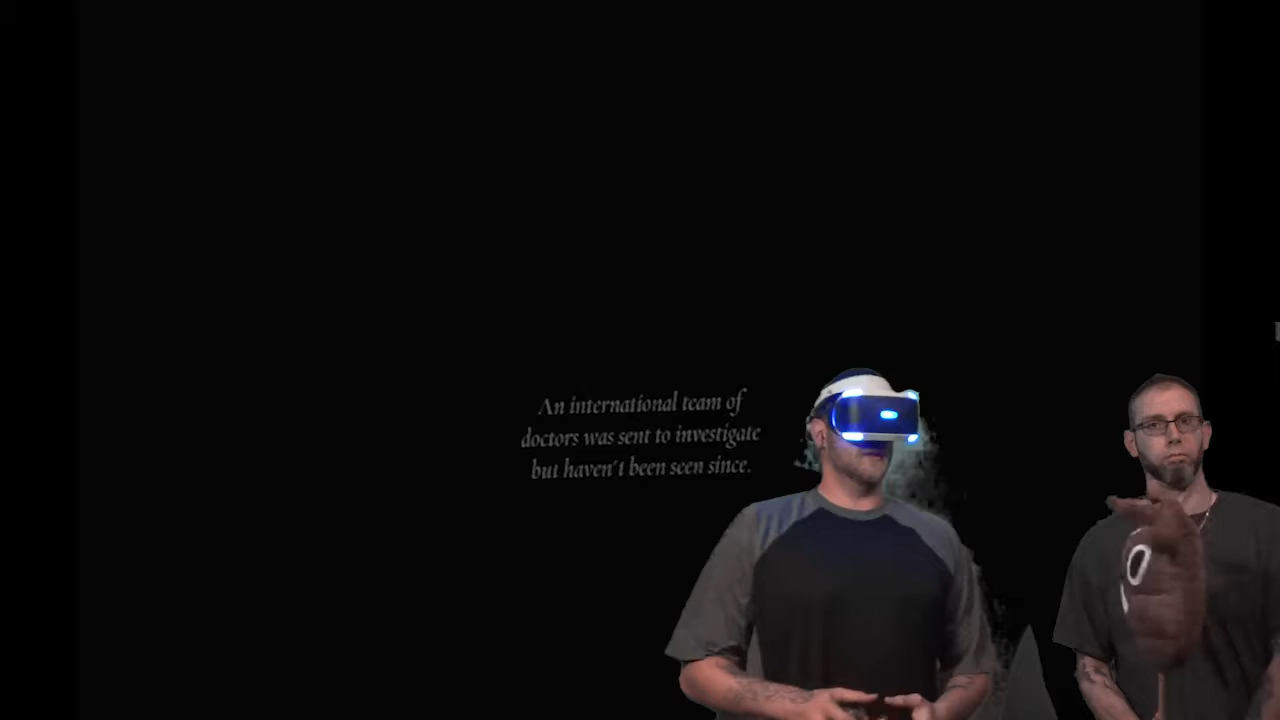 An international team of
doctors was sent to investigate
but haven't been seen since.